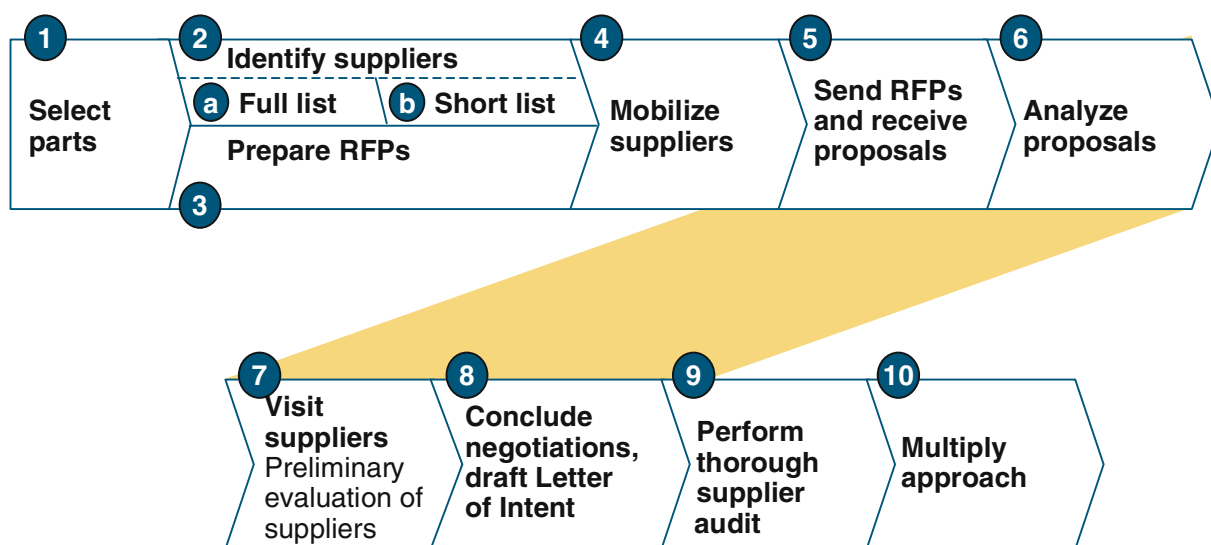 1
Select
parts
2
Identify suppliers
a Full list
b Short list
Prepare RFPs
3
4
Mobilize
suppliers
5
Send RFPs
and receive
proposals
6
Analyze
proposals
7
Visit
suppliers
Preliminary
evaluation of
suppliers
8
Conclude
negotiations,
draft Letter
of Intent
9
Perform
thorough
supplier
audit
10
Multiply
approach